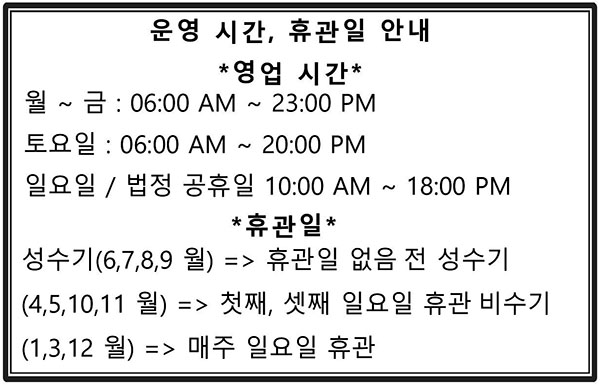 운영 시간, 휴관일 안내
*영업 시간*
월 ~ 금 : 06:00 AM ~ 23:00 PM
토요일 : 06:00 AM ~ 20:00 PM
일요일 / 법정 공휴일 10:00 AM ~ 18:00 PM
*휴관일*
성수기(6,7,8,9 월) => 휴관일 없음 전 성수기
(4,5,10,11 월) => 첫째, 셋째 일요일 휴관 비수기
(1,3,12 월) => 매주 일요일 휴관